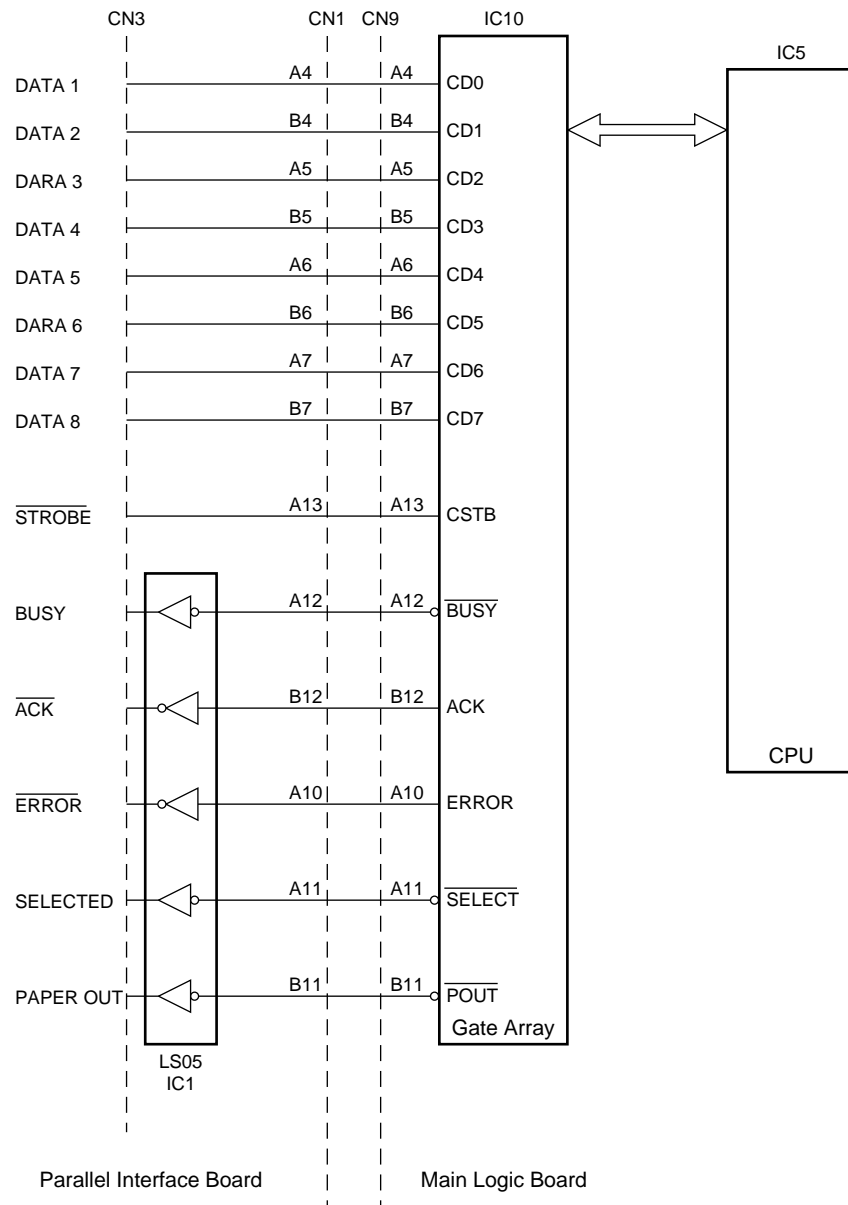 CN3 CN1 CN9 IC10
IC5
DATA 1 A4 A4 CD0
DATA 2 B4 B4 CD1
DARA 3 A5 A5 CD2
DATA 4 B5 B5 CD3
DATA 5 A6 A6 CD4
DARA 6 B6 B6 CD5
DATA 7 A7 A7 CD6
DATA 8 B7 B7 CD7
STROBE A13 A13 CSTB
BUSY A12 A12 BUSY
ACK B12 B12 ACK
CPU
ERROR A10 A10 ERROR
SELECTED A11 A11 SELECT
PAPER OUT B11 B11 POUT
Gate Array
LS05
IC1
Parallel Interface Board Main Logic Board